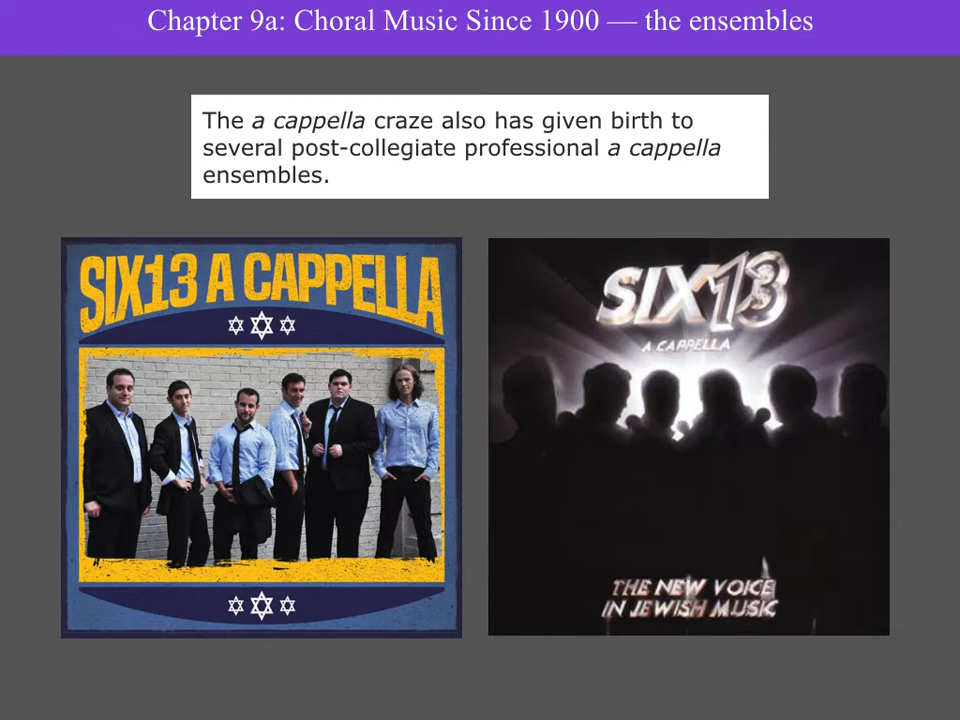 Chapter 9a: Choral Music Since 1900 — the ensembles
The a cappella craze also has given birth to
several post-collegiate professional a cappella
ensembles.
SIX13 A CAPPELLA
SIX13
A CAPPELLA
THE NEW VOICE
IN JEWISH MUSIC